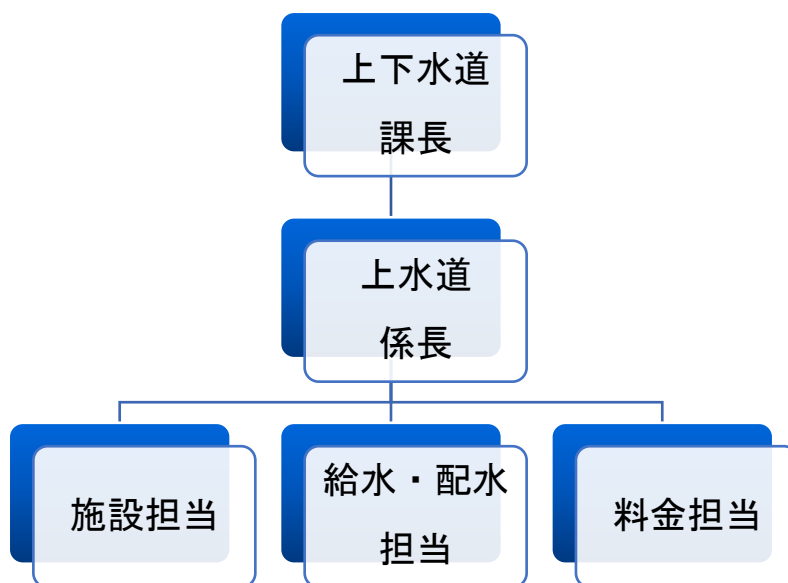 上下水道
課長
上水道
係長
施設担当
給水・配水
担当
料金担当